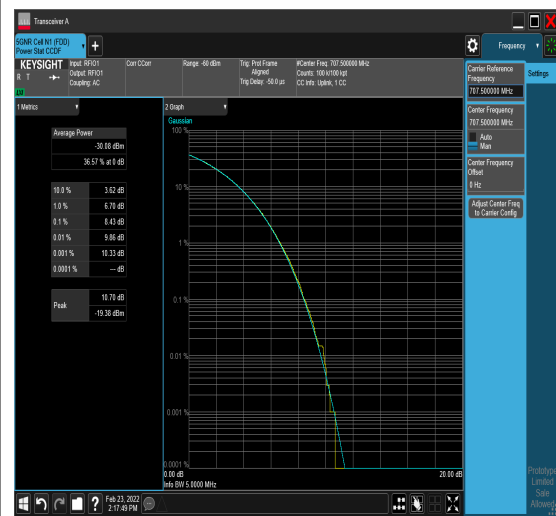 Transceiver A
5GNR Cell N1 (FDD)
Power Stat CCDF
Frequency
KEYSIGHT
R T
LXI
Input: RFIO1
Output: RFIO1
Coupling: AC
Corr CCorr
Range: -60 dBm
Trig: Prot Frame
Aligned
Trig Delay: -50.0 µs
#Center Freq: 707.500000 MHz
Counts: 100 k/100 kpt
CC Info: Uplink, 1 CC
1 Metrics
Average Power
-30.08 dBm
36.57 % at 0 dB
10.0 % 3.62 dB
1.0 % 6.70 dB
0.1 % 8.43 dB
0.01 % 9.86 dB
0.001 % 10.33 dB
0.0001 % --- dB
Peak
10.70 dB
-19.38 dBm
2 Graph
Gaussian
100 %
10 %
1 %
0.1 %
0.01 %
0.001 %
0.0001 %
0.00 dB 20.00 dB
Info BW 5.0000 MHz
Carrier Reference
Frequency
707.500000 MHz
Center Frequency
707.500000 MHz
Auto
Man
Center Frequency
Offset
0 Hz
Adjust Center Freq
to Carrier Config
Settings
Prototype
Limited
Sale
Allowed
Feb 23, 2022
2:17:49 PM